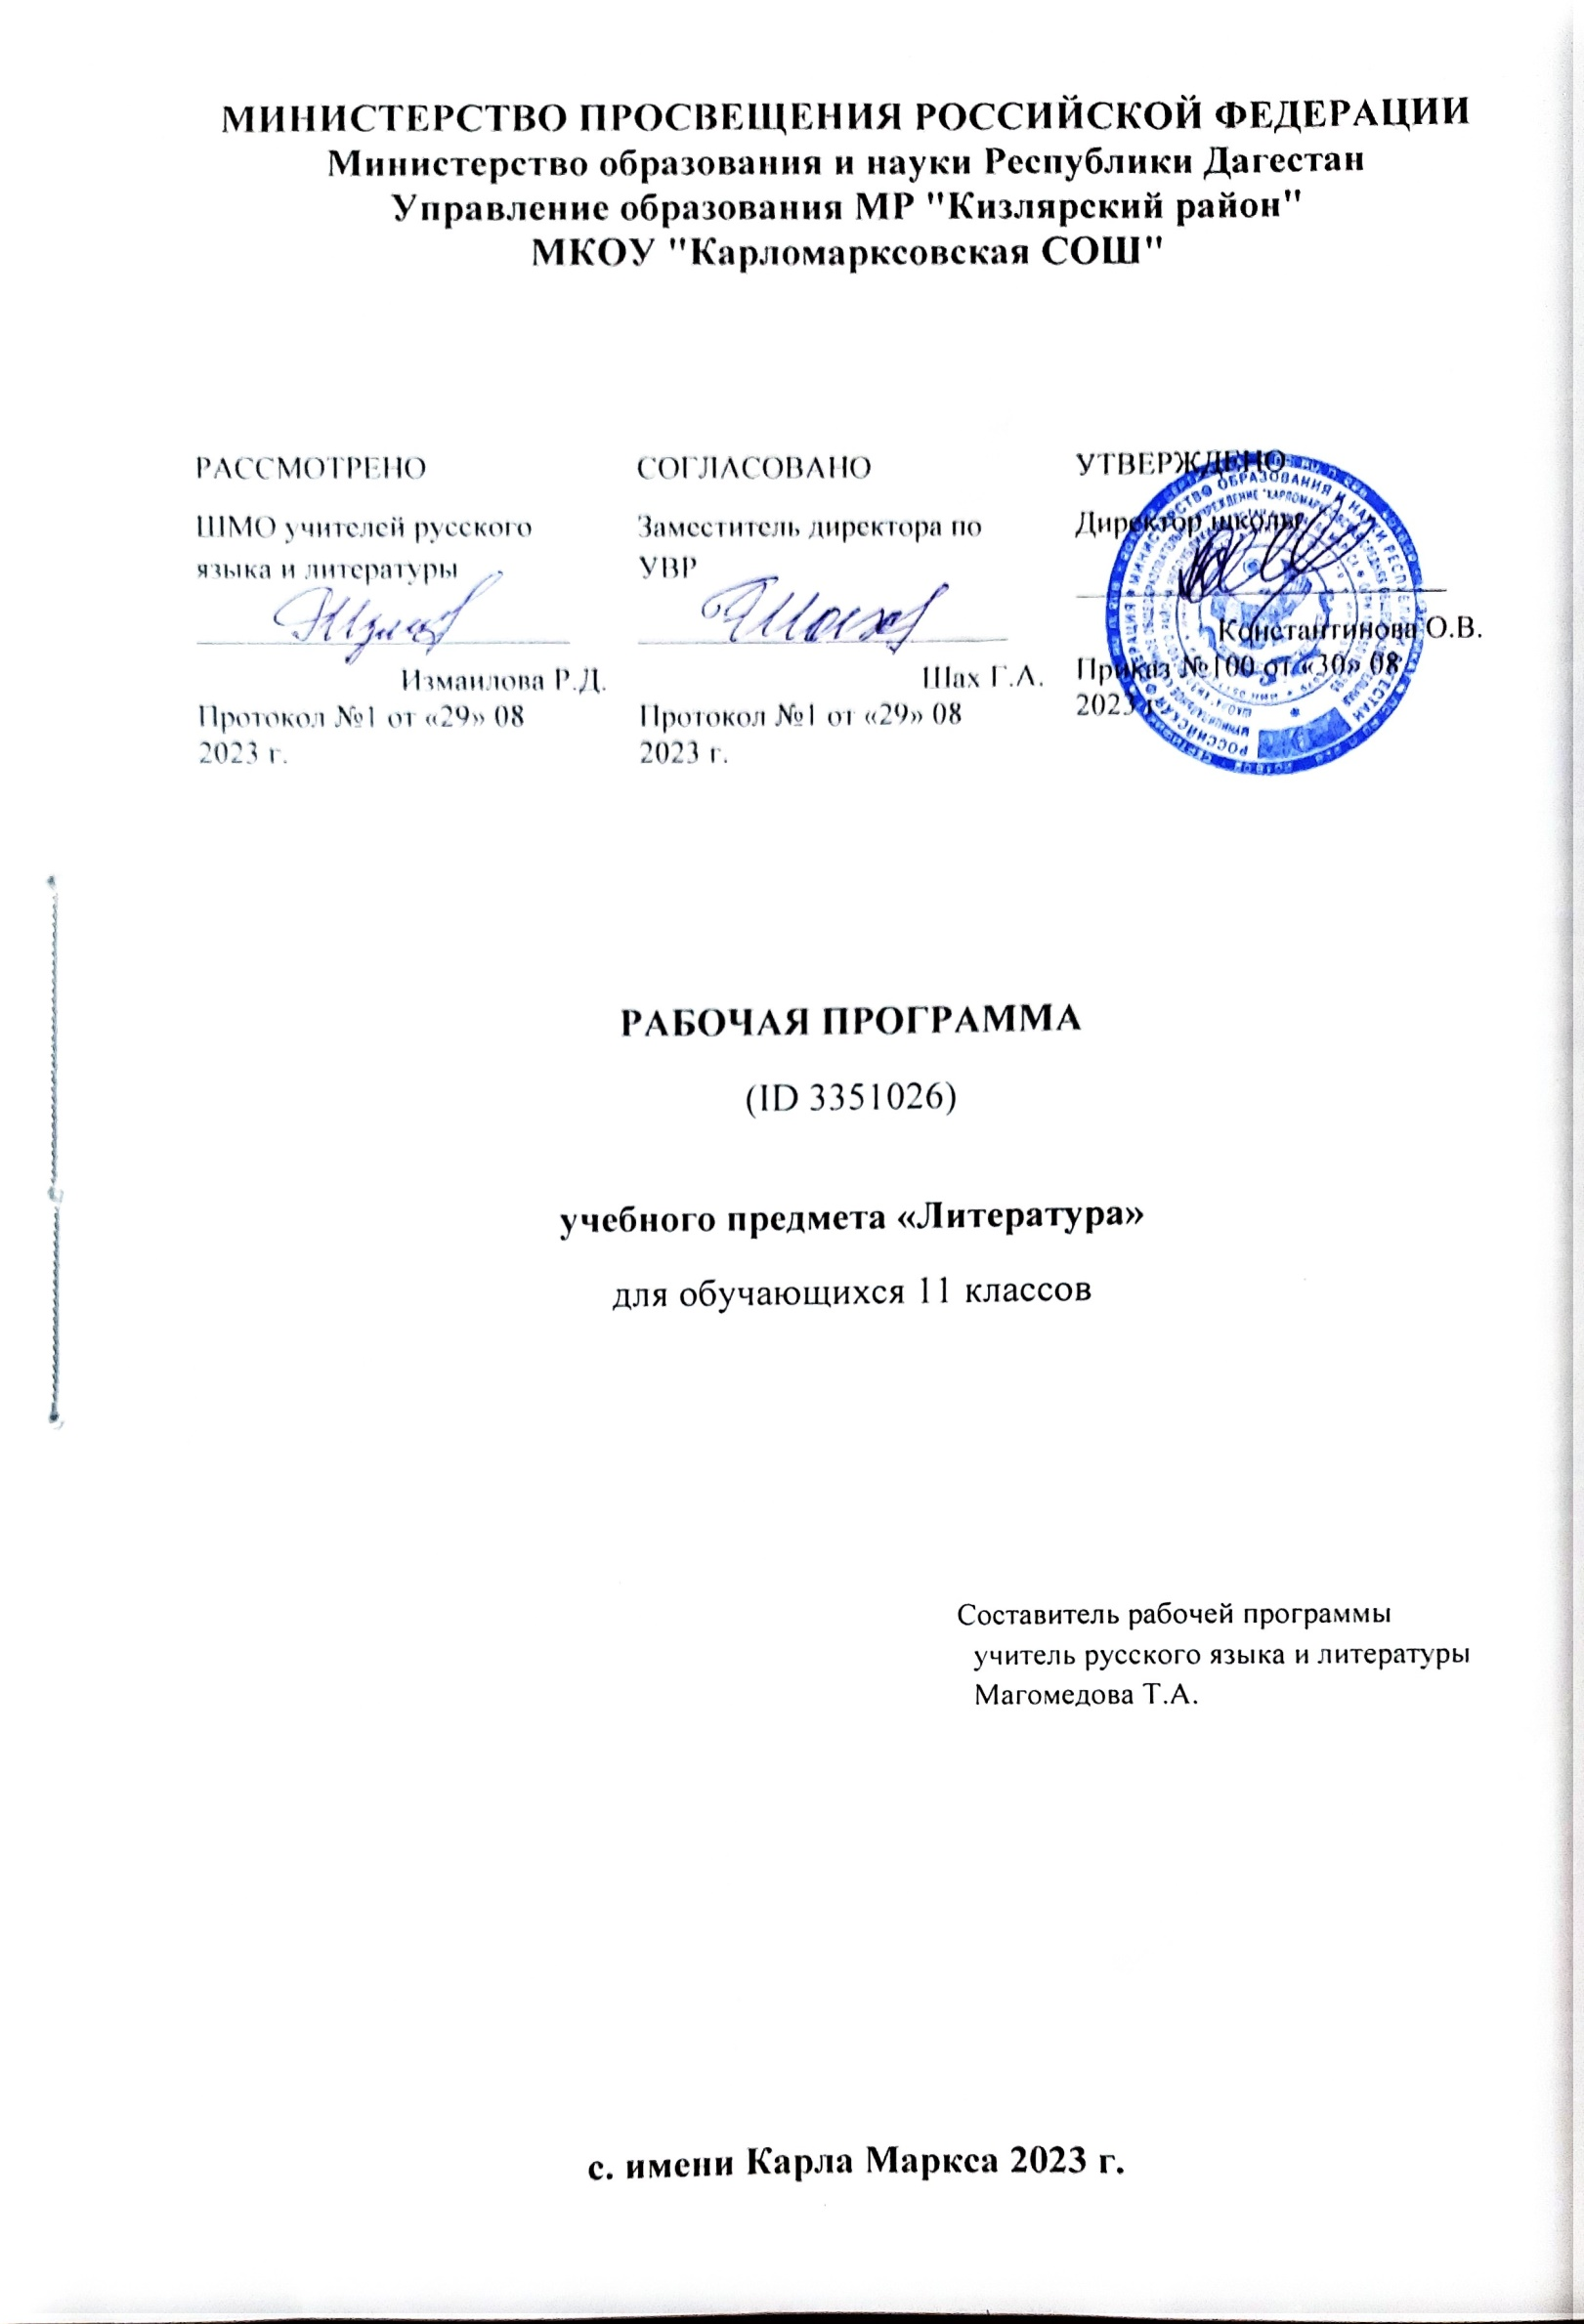 МИНИСТЕРСТВО ПРОСВЕЩЕНИЯ РОССИЙСКОЙ ФЕДЕРАЦИИ
Министерство образования и науки Республики Дагестан
Управление образования МР "Кизлярский район"
МКОУ "Карломарксовская СОШ"
РАССМОТРЕНО
ШМО учителей русского
языка и литературы
Измаилова Р.Д.
Протокол №1 от «29» 08
2023 г.
СОГЛАСОВАНО
Заместитель директора по
УВР
Шах Г.А.
Протокол №1 от «29» 08
2023 г.
УТВЕРЖДЕНО
Директор школы
Константинова О.В.
Приказ №100 от «30» 08
2023 г.
МИНИСТЕРСТВО ОБРАЗОВАНИЯ И НАУКИ
РАБОЧАЯ ПРОГРАММА
(ID 3351026)
учебного предмета «Литература»
для обучающихся 11 классов
Составитель рабочей программы
учитель русского языка и литературы
Магомедова Т.А.
с. имени Карла Маркса 2023 г.